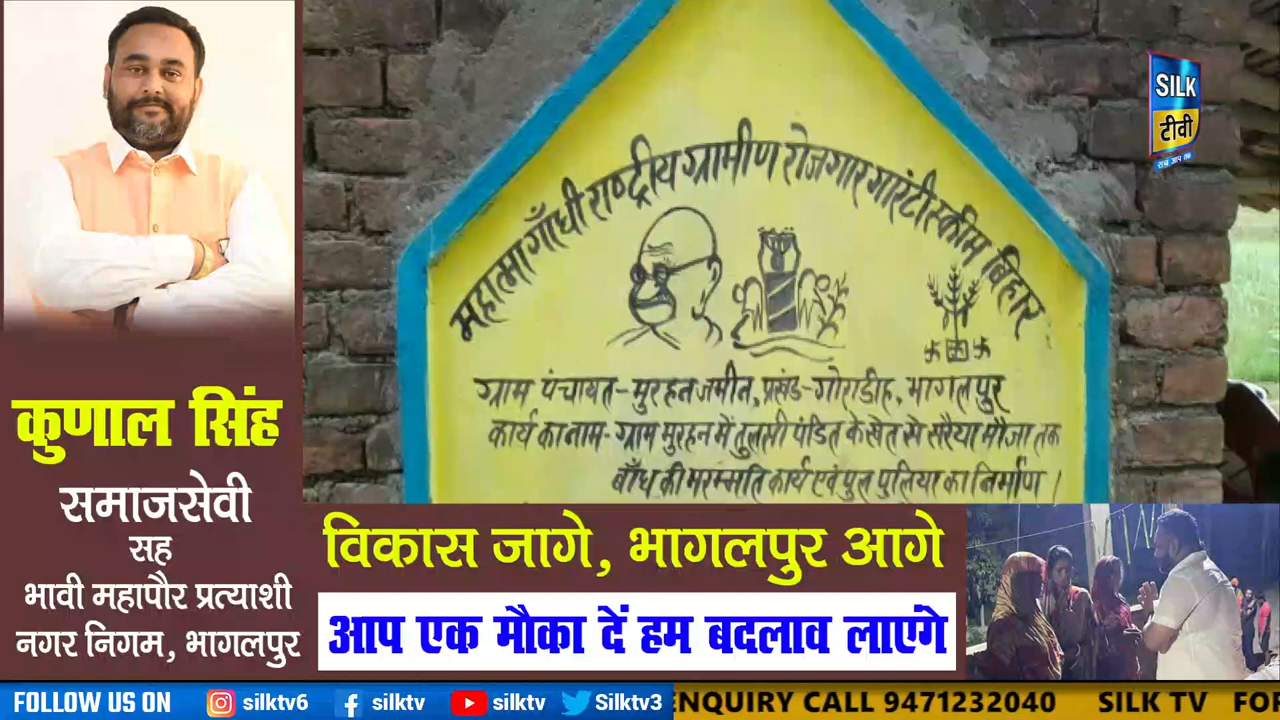 SILK
टीवी
महात्मा गाँधी राष्ट्रीय ग्रामीण रोजगार गारंटी स्कीम बिहार
ग्राम पंचायत-मुरहन जमीन, प्रखंड-गोराडीह, भागलपुर
कार्य का नाम-ग्राम मुरहन में तुलसी पंडित के खेत से सरैया मौजा तक
बाँध की मरम्मति कार्य एवं पुल पुलिया का निर्माण।
कुणाल सिंह
समाजसेवी
सह
भावी महापौर प्रत्याशी
नगर निगम, भागलपुर
विकास जागे, भागलपुर आगे
आप एक मौका दें हम बदलाव लाएंगे
FOLLOW US ON silktv6 silktv silktv Silktv3 ENQUIRY CALL 9471232040 SILK TV FO